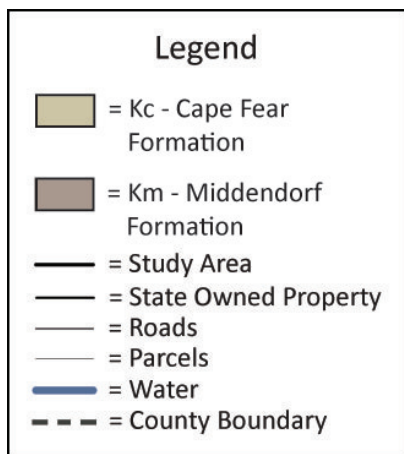 Legend
= Kc - Cape Fear
Formation
= Km - Middendorf
Formation
= Study Area
= State Owned Property
= Roads
= Parcels
= Water
= County Boundary